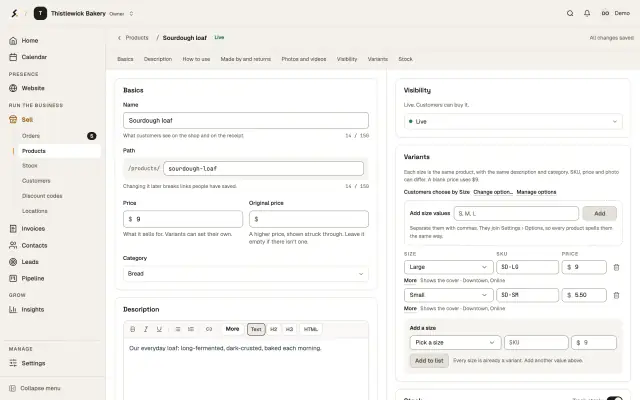 T Thistlewick Bakery Owner
GO Demo
Home
Calendar
PRESENCE
Website
RUN THE BUSINESS
Sell
Orders 5
Products
Stock
Customers
Discount codes
Locations
Invoices
Contacts
Leads
Pipeline
GROW
Insights
MANAGE
Settings
Collapse menu
Products / Sourdough loaf Live
All changes saved
Basics Description How to use Made by and returns Photos and videos Visibility Variants Stock
Basics
Name
Sourdough loaf
What customers see on the shop and on the receipt. 14 / 150
Path
/products/ sourdough-loaf
Changing it later breaks links people have saved. 14 / 150
Price
$ 9
What it sells for. Variants can set their own.
Original price
$
A higher price, shown struck through. Leave it
empty if there isn't one.
Category
Bread
Description
B I U More Text H2 H3 HTML
Our everyday loaf: long-fermented, dark-crusted, baked each morning.
Visibility
Live. Customers can buy it.
Live
Variants
Each size is the same product, with the same description and category. SKU, price and photo
can differ. A blank price uses $9.
Customers choose by Size Change option... Manage options
Add size values S, M, L Add
Separate them with commas. They join Settings › Options, so every product spells them
the same way.
SIZE SKU PRICE
Large SD-LG $ 9
More Shows the cover · Downtown, Online
Small SD-SM $ 5.50
More Shows the cover · Downtown, Online
Add a size
Pick a size SKU $ 9
Add to list Every size is already a variant. Add another value above.